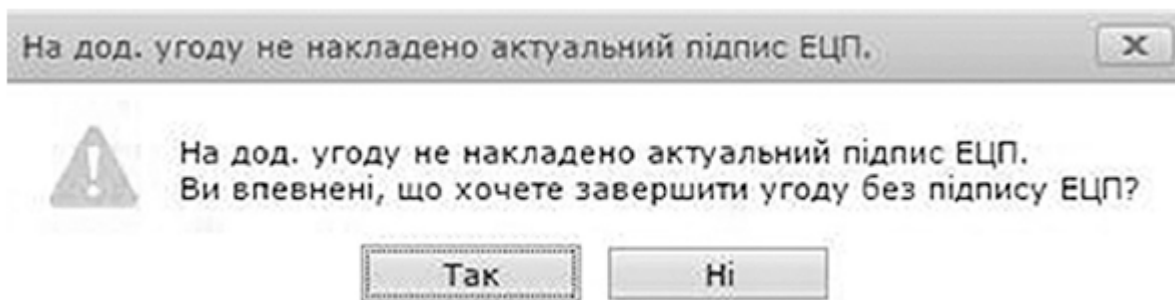 На дод. угоду не накладено актуальний підпис ЕЦП.
На дод. угоду не накладено актуальний підпис ЕЦП.
Ви впевнені, що хочете завершити угоду без підпису ЕЦП?
Так Ні